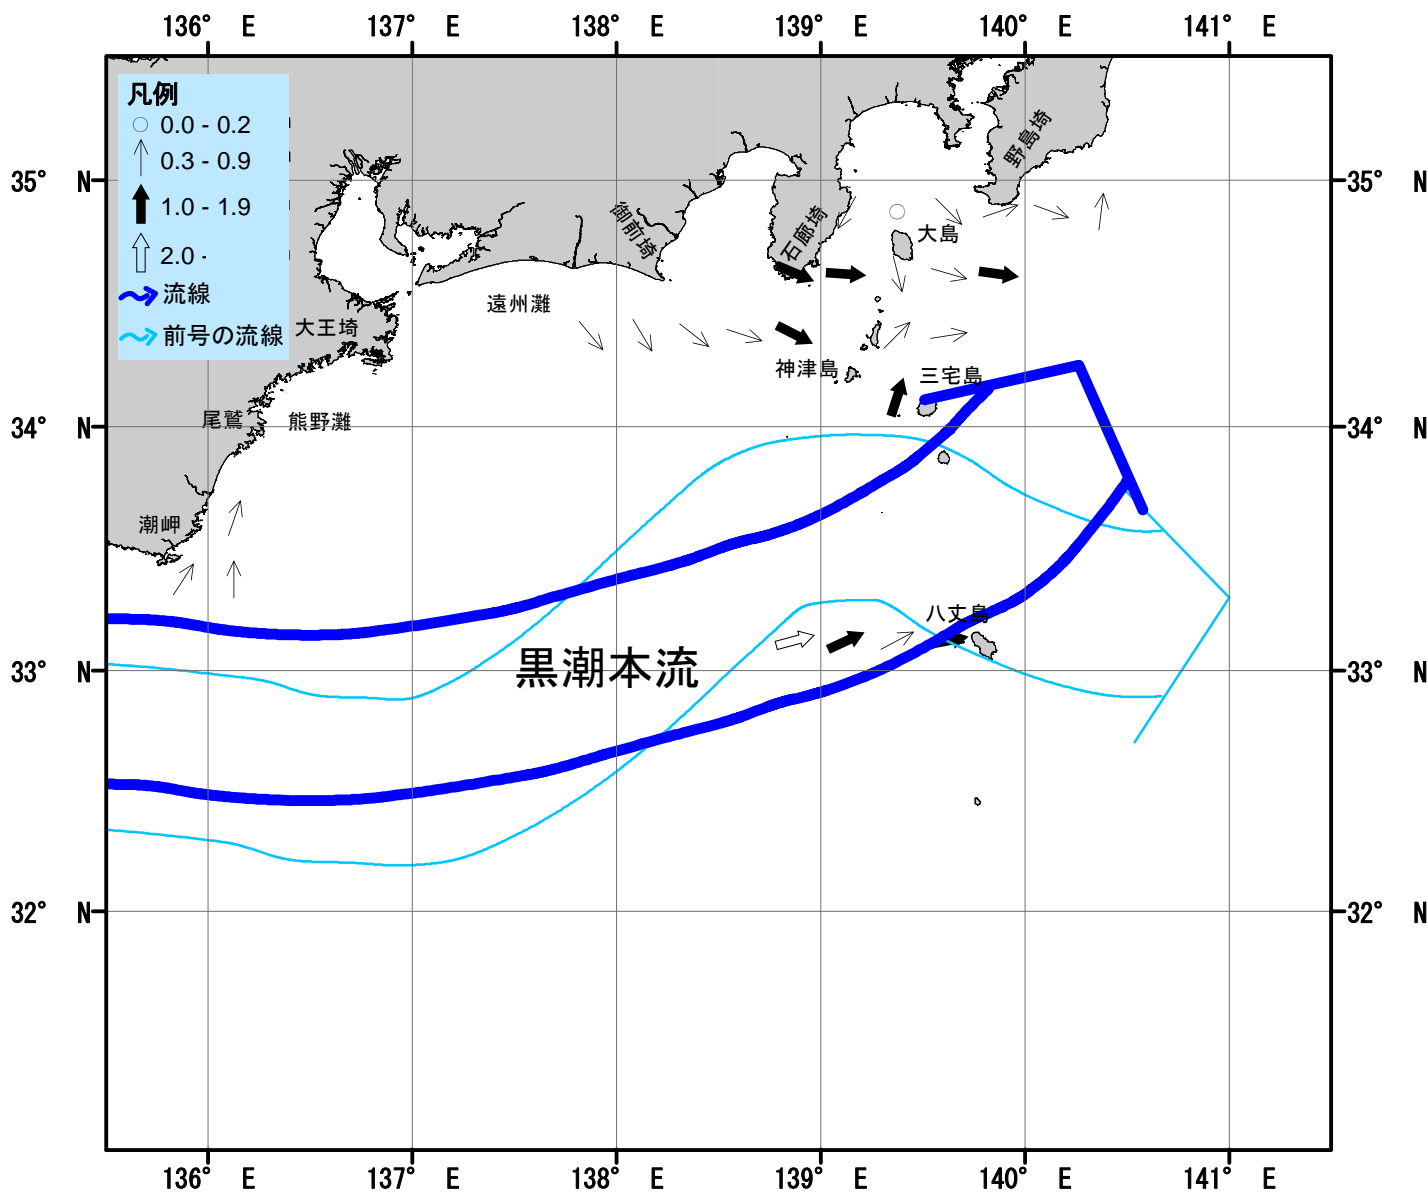 136° E 137° E 138° E 139° E 140° E 141° E
凡例
0.0 - 0.2
0.3 - 0.9
1.0 - 1.9
2.0 -
流線
前号の流線
野島埼
35° N
35° N
御前埼
石廊埼
大島
遠州灘
大王埼
神津島
三宅島
尾鷲
熊野灘
34° N
34° N
潮岬
八丈島
黒潮本流
33° N
33° N
32° N
32° N
136° E 137° E 138° E 139° E 140° E 141° E